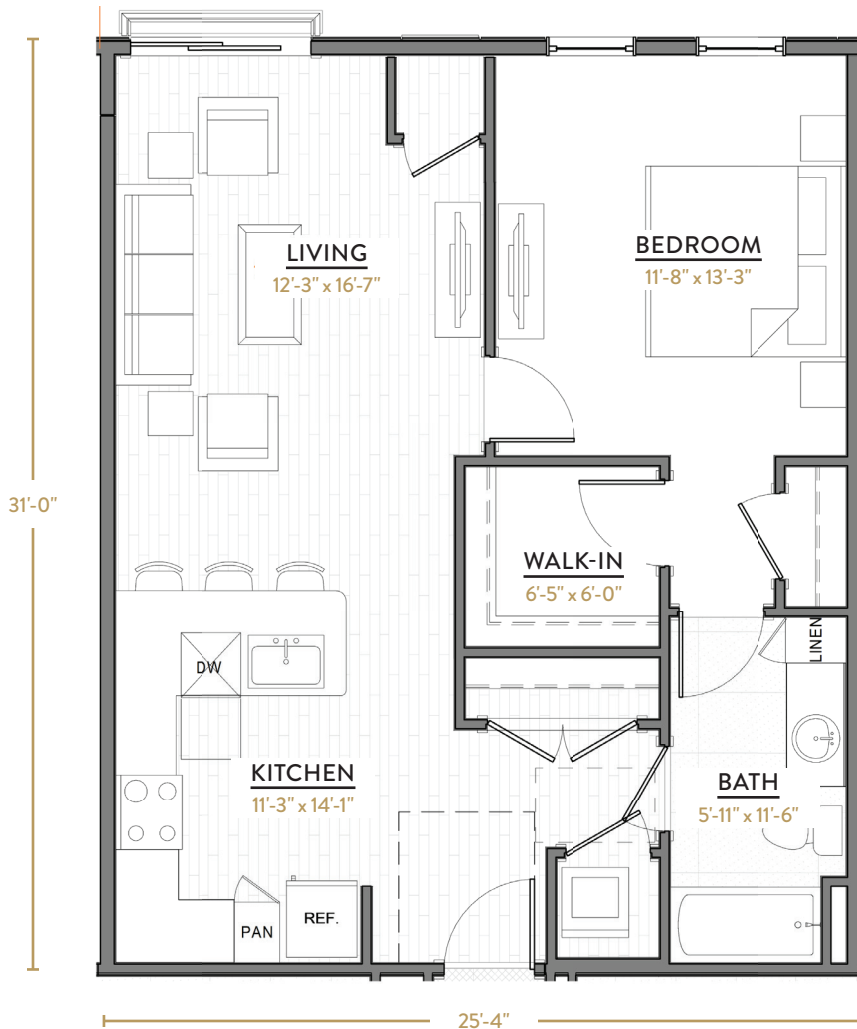 LIVING
12'-3" x 16'-7"
BEDROOM
11'-8" x 13'-3"
31'-0"
WALK-IN
6'-5" x 6'-0"
LINEN
DW
KITCHEN
11'-3" x 14'-1"
BATH
5'-11" x 11'-6"
PAN
REF.
25'-4"